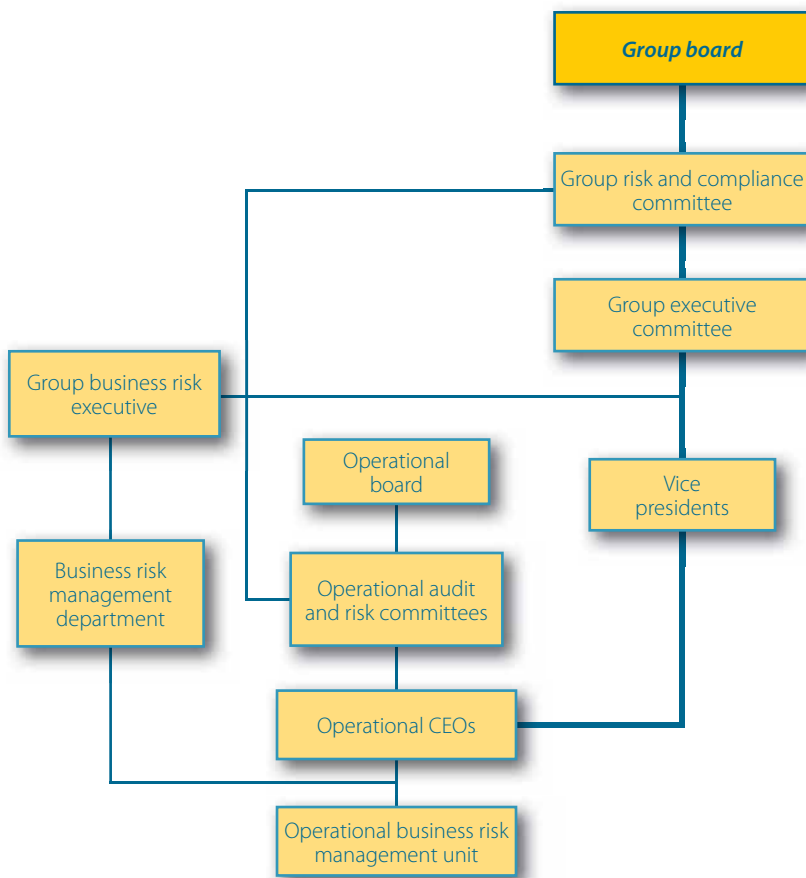 Group board
Group risk and compliance
committee
Group executive
committee
Group business risk
executive
Operational
board
Vice
presidents
Business risk
management
department
Operational audit
and risk committees
Operational CEOs
Operational business risk
management unit